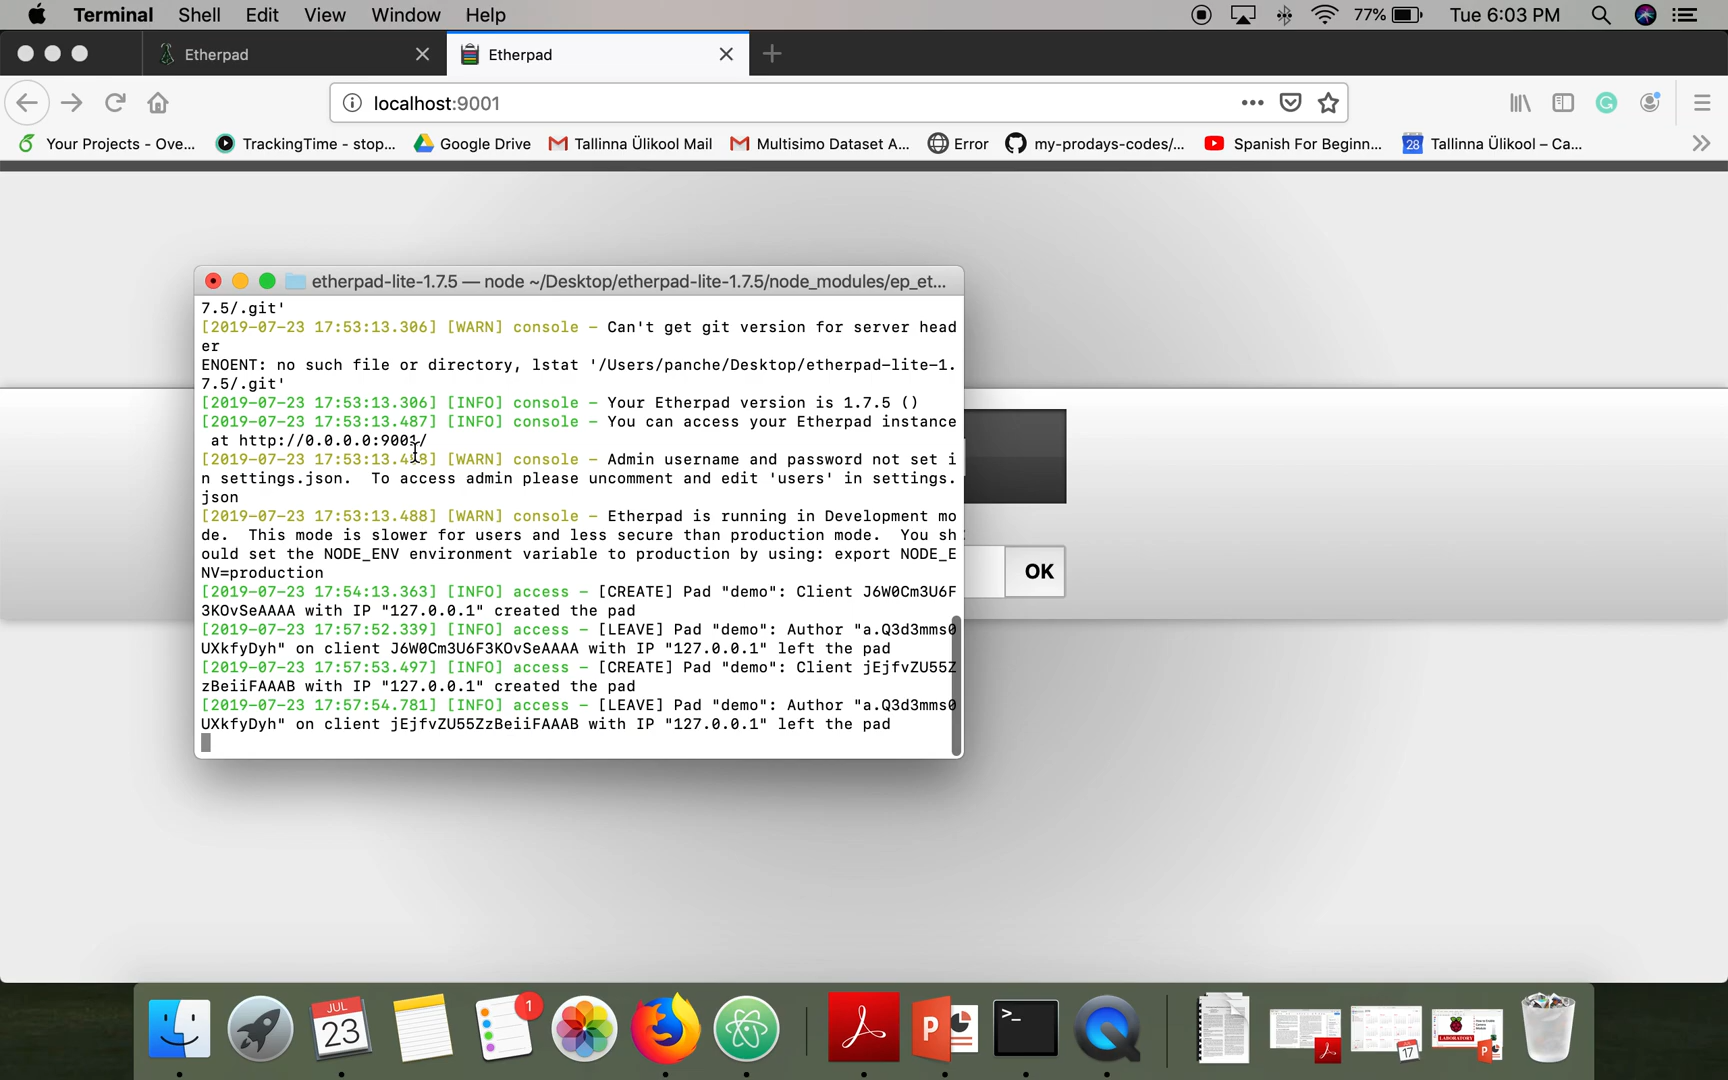 Terminal Shell Edit View Window Help 77% Tue 6:03 PM
Etherpad Etherpad
localhost:9001
Your Projects - Ove... TrackingTime - stop... Google Drive Tallinna Ülikool Mail Multisimo Dataset A... Error my-prodays-codes/... Spanish For Beginn... 28 Tallinna Ülikool – Ca...
etherpad-lite-1.7.5 — node ~/Desktop/etherpad-lite-1.7.5/node_modules/ep_et...
7.5/.git'
[2019-07-23 17:53:13.306] [WARN] console - Can't get git version for server head
er
ENOENT: no such file or directory, lstat '/Users/panche/Desktop/etherpad-lite-1.
7.5/.git'
[2019-07-23 17:53:13.306] [INFO] console - Your Etherpad version is 1.7.5 ()
[2019-07-23 17:53:13.487] [INFO] console - You can access your Etherpad instance
at http://0.0.0.0:9001/
[2019-07-23 17:53:13.488] [WARN] console - Admin username and password not set i
n settings.json.  To access admin please uncomment and edit 'users' in settings.
json
[2019-07-23 17:53:13.488] [WARN] console - Etherpad is running in Development mo
de.  This mode is slower for users and less secure than production mode.  You sh
ould set the NODE_ENV environment variable to production by using: export NODE_E
NV=production
[2019-07-23 17:54:13.363] [INFO] access - [CREATE] Pad "demo": Client J6W0Cm3U6F
3KOvSeAAAA with IP "127.0.0.1" created the pad
[2019-07-23 17:57:52.339] [INFO] access - [LEAVE] Pad "demo": Author "a.Q3d3mms0
UXkfyDyh" on client J6W0Cm3U6F3KOvSeAAAA with IP "127.0.0.1" left the pad
[2019-07-23 17:57:53.497] [INFO] access - [CREATE] Pad "demo": Client jEjfvZU55Z
zBeiiFAAAB with IP "127.0.0.1" created the pad
[2019-07-23 17:57:54.781] [INFO] access - [LEAVE] Pad "demo": Author "a.Q3d3mms0
UXkfyDyh" on client jEjfvZU55ZzBeiiFAAAB with IP "127.0.0.1" left the pad
OK
JUL
23
1
P
>_
17
LABORATORY
P